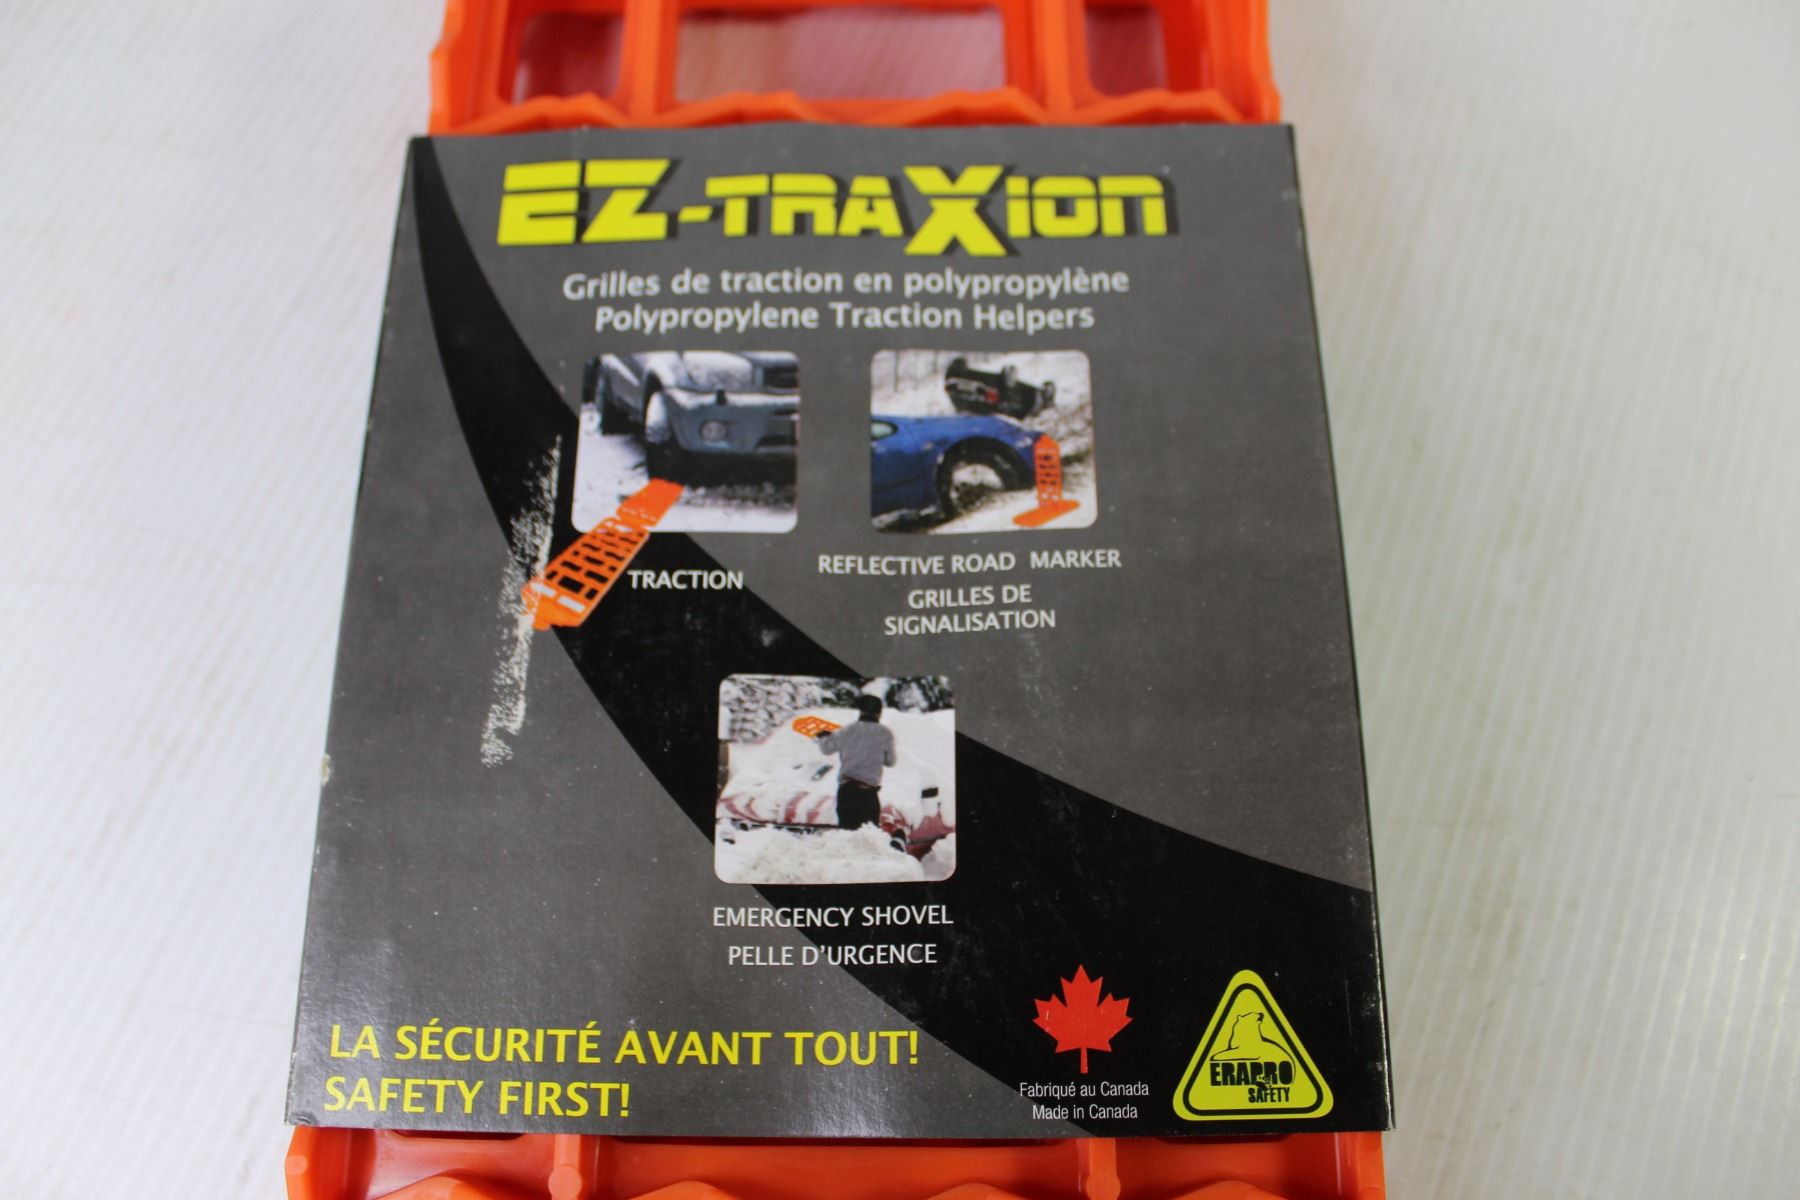 EZ-TRAXION
Grilles de traction en polypropylène
Polypropylene Traction Helpers
TRACTION
REFLECTIVE ROAD MARKER
GRILLES DE
SIGNALISATION
EMERGENCY SHOVEL
PELLE D'URGENCE
LA SÉCURITÉ AVANT TOUT!
SAFETY FIRST!
Fabriqué au Canada
Made in Canada
ERAPRO
SAFETY